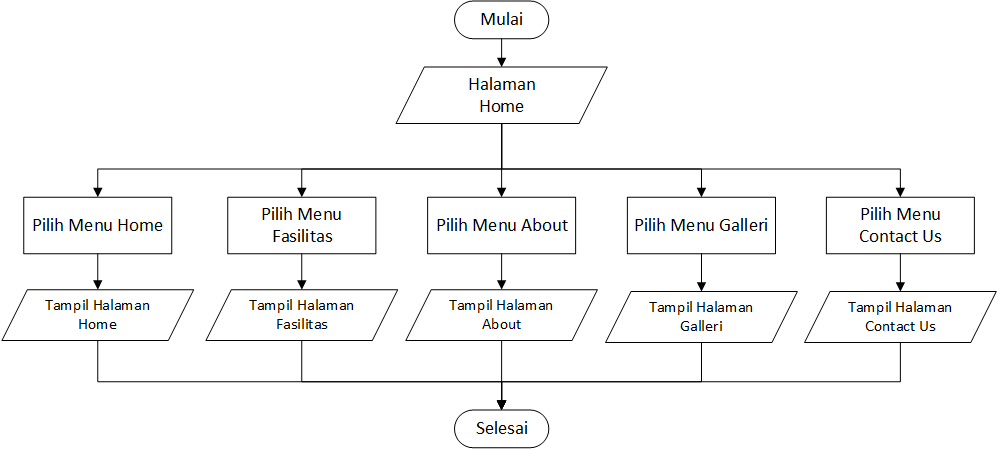 Mulai
Halaman
Home
Pilih Menu Home
Pilih Menu
Fasilitas
Pilih Menu About
Pilih Menu Galleri
Pilih Menu
Contact Us
Tampil Halaman
Home
Tampil Halaman
Fasilitas
Tampil Halaman
About
Tampil Halaman
Galleri
Tampil Halaman
Contact Us
Selesai